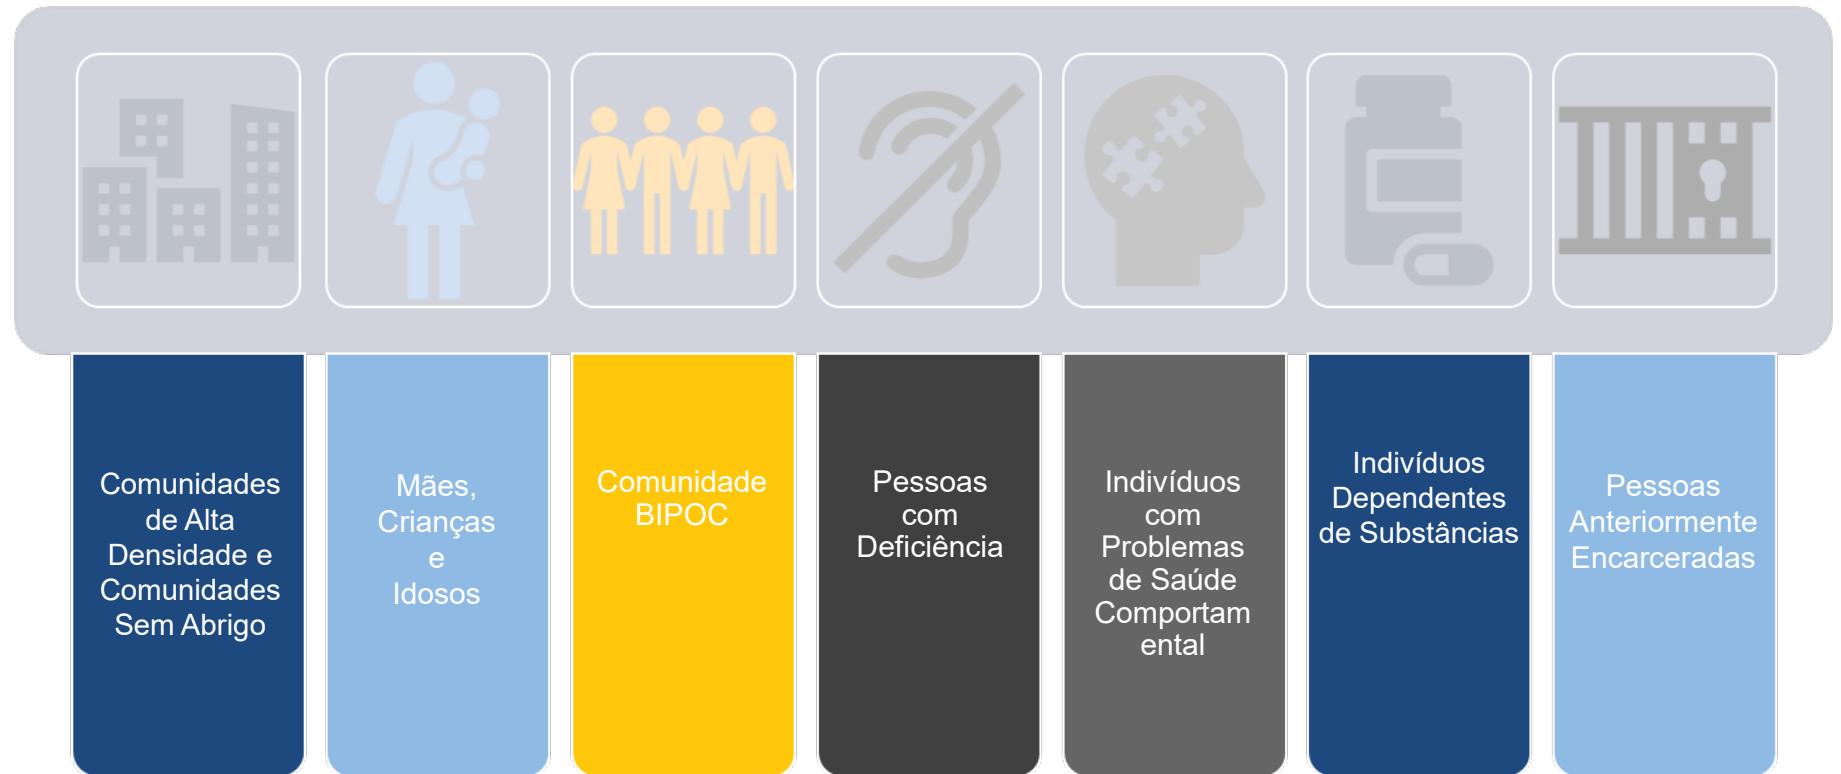 Comunidades
de Alta
Densidade e
Comunidades
Sem Abrigo
Mães,
Crianças
e
Idosos
Comunidade
BIPOC
Pessoas
com
Deficiência
Indivíduos
com
Problemas
de Saúde
Comportam
ental
Indivíduos
Dependentes
de Substâncias
Pessoas
Anteriormente
Encarceradas